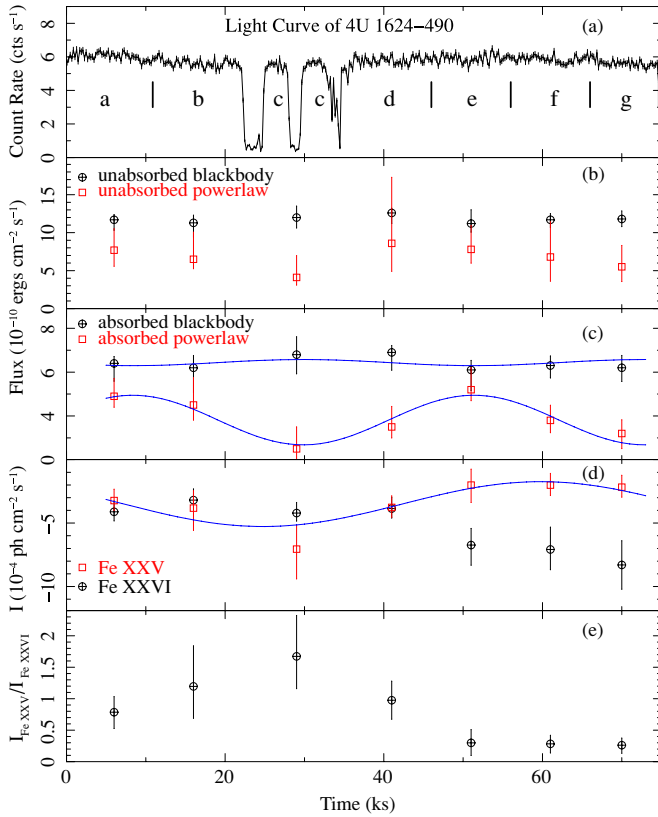 Light Curve of 4U 1624−490
(a)
Count Rate (cts s⁻¹)
8
6
4
2
0
a | b c c d | e | f | g
unabsorbed blackbody
unabsorbed powerlaw
(b)
15
10
5
0
Flux (10⁻¹⁰ ergs cm⁻² s⁻¹)
absorbed blackbody
absorbed powerlaw
(c)
8
6
4
2
(d)
I (10⁻⁴ ph cm⁻² s⁻¹)
0
−5
−10
Fe XXV
Fe XXVI
(e)
I Fe XXV/I Fe XXVI
2
1.5
1
0.5
0
0 20 40 60
Time (ks)